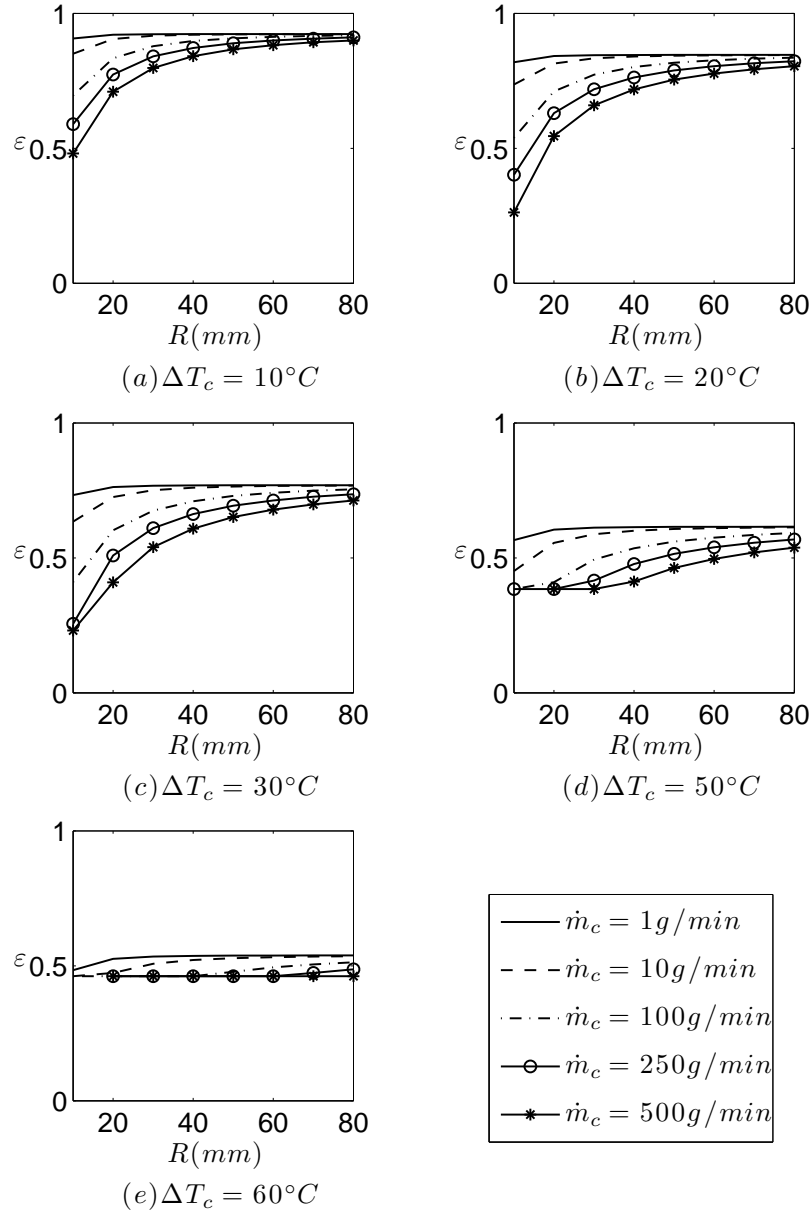 1
ε 0.5
0
20 40 60 80
R(mm)
(a)ΔT_c = 10°C
1
ε 0.5
0
20 40 60 80
R(mm)
(b)ΔT_c = 20°C
1
ε 0.5
0
20 40 60 80
R(mm)
(c)ΔT_c = 30°C
1
ε 0.5
0
20 40 60 80
R(mm)
(d)ΔT_c = 50°C
1
ε 0.5
0
20 40 60 80
R(mm)
(e)ΔT_c = 60°C
ṁ_c = 1g/min
ṁ_c = 10g/min
ṁ_c = 100g/min
ṁ_c = 250g/min
ṁ_c = 500g/min